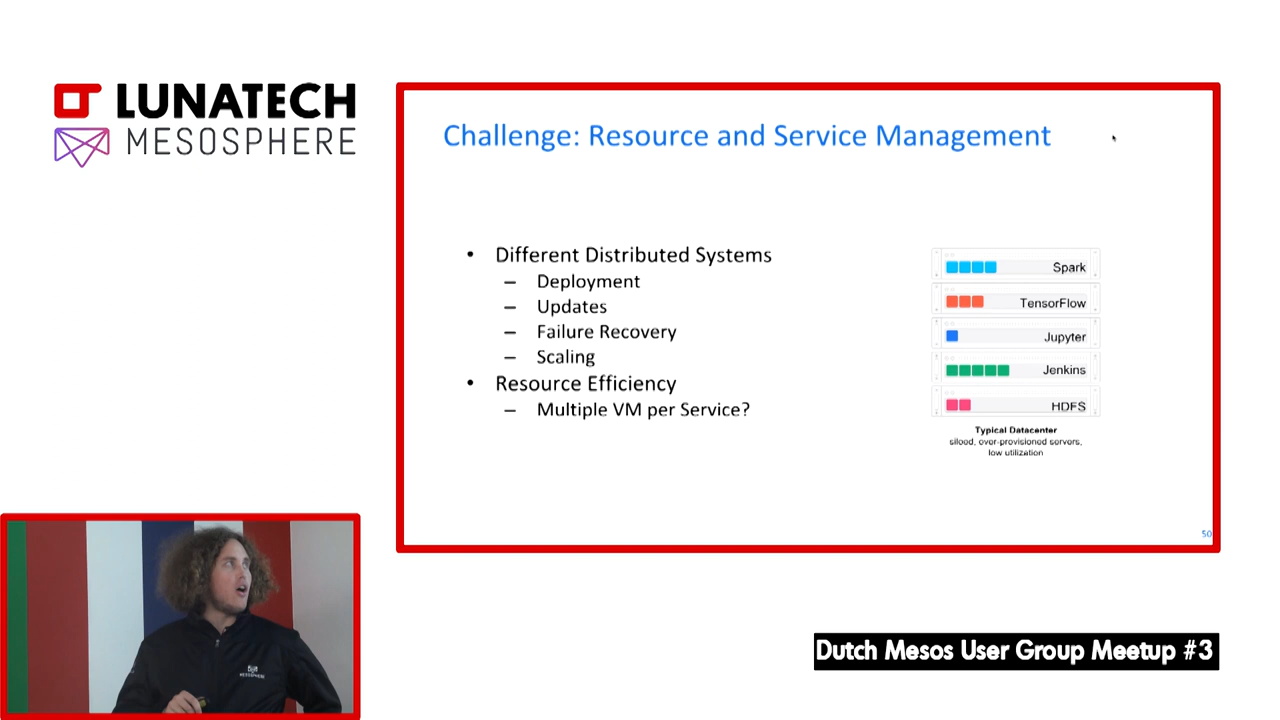 LUNATECH
MESOSPHERE
Challenge: Resource and Service Management
• Different Distributed Systems
– Deployment
– Updates
– Failure Recovery
– Scaling
• Resource Efficiency
– Multiple VM per Service?
Spark
TensorFlow
Jupyter
Jenkins
HDFS
Typical Datacenter
siloed, over-provisioned servers,
low utilization
50
MESOSPHERE
Dutch Mesos User Group Meetup #3